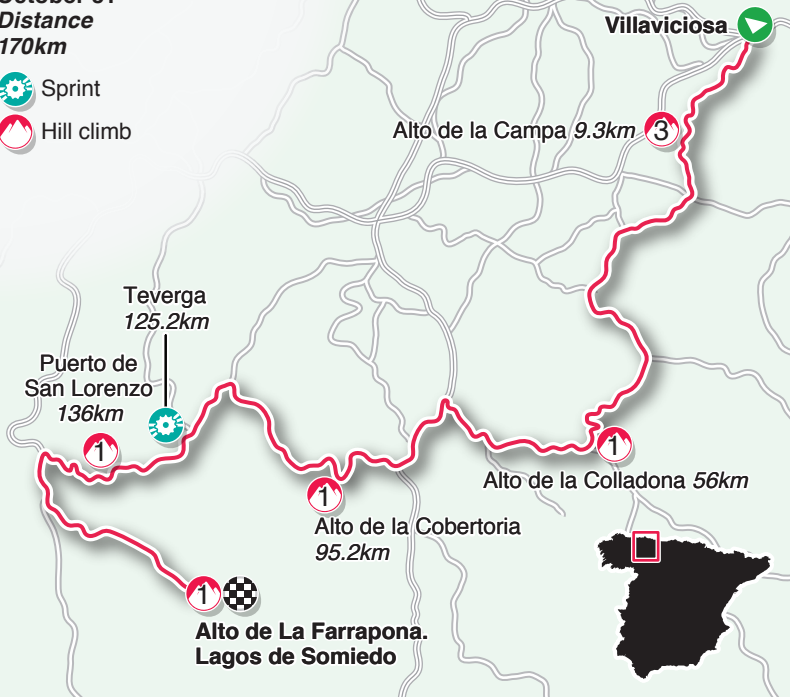 Distance
170km
Sprint
Hill climb
Villaviciosa
Alto de la Campa 9.3km
3
Teverga
125.2km
Puerto de
San Lorenzo
136km
1
1
Alto de la Colladona 56km
1
Alto de la Cobertoria
95.2km
1
Alto de La Farrapona.
Lagos de Somiedo